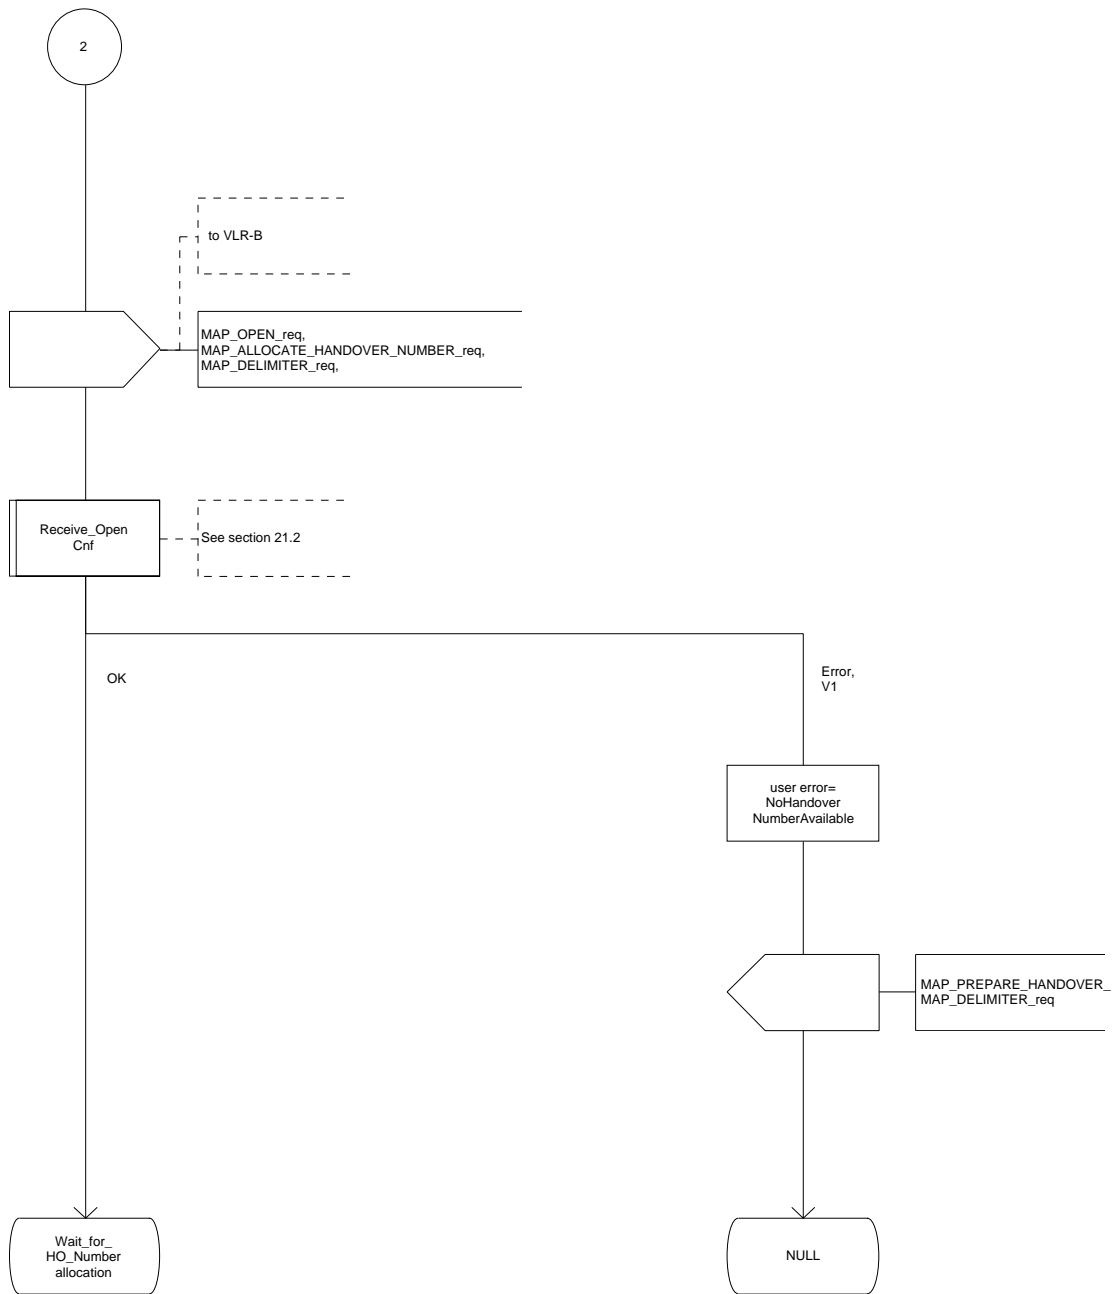 2
to VLR-B
MAP_OPEN_req,
MAP_ALLOCATE_HANDOVER_NUMBER_req,
MAP_DELIMITER_req,
Receive_Open
Cnf
See section 21.2
OK
Error,
V1
user error=
NoHandover
NumberAvailable
MAP_PREPARE_HANDOVER_
MAP_DELIMITER_req
Wait_for_
HO_Number
allocation
NULL